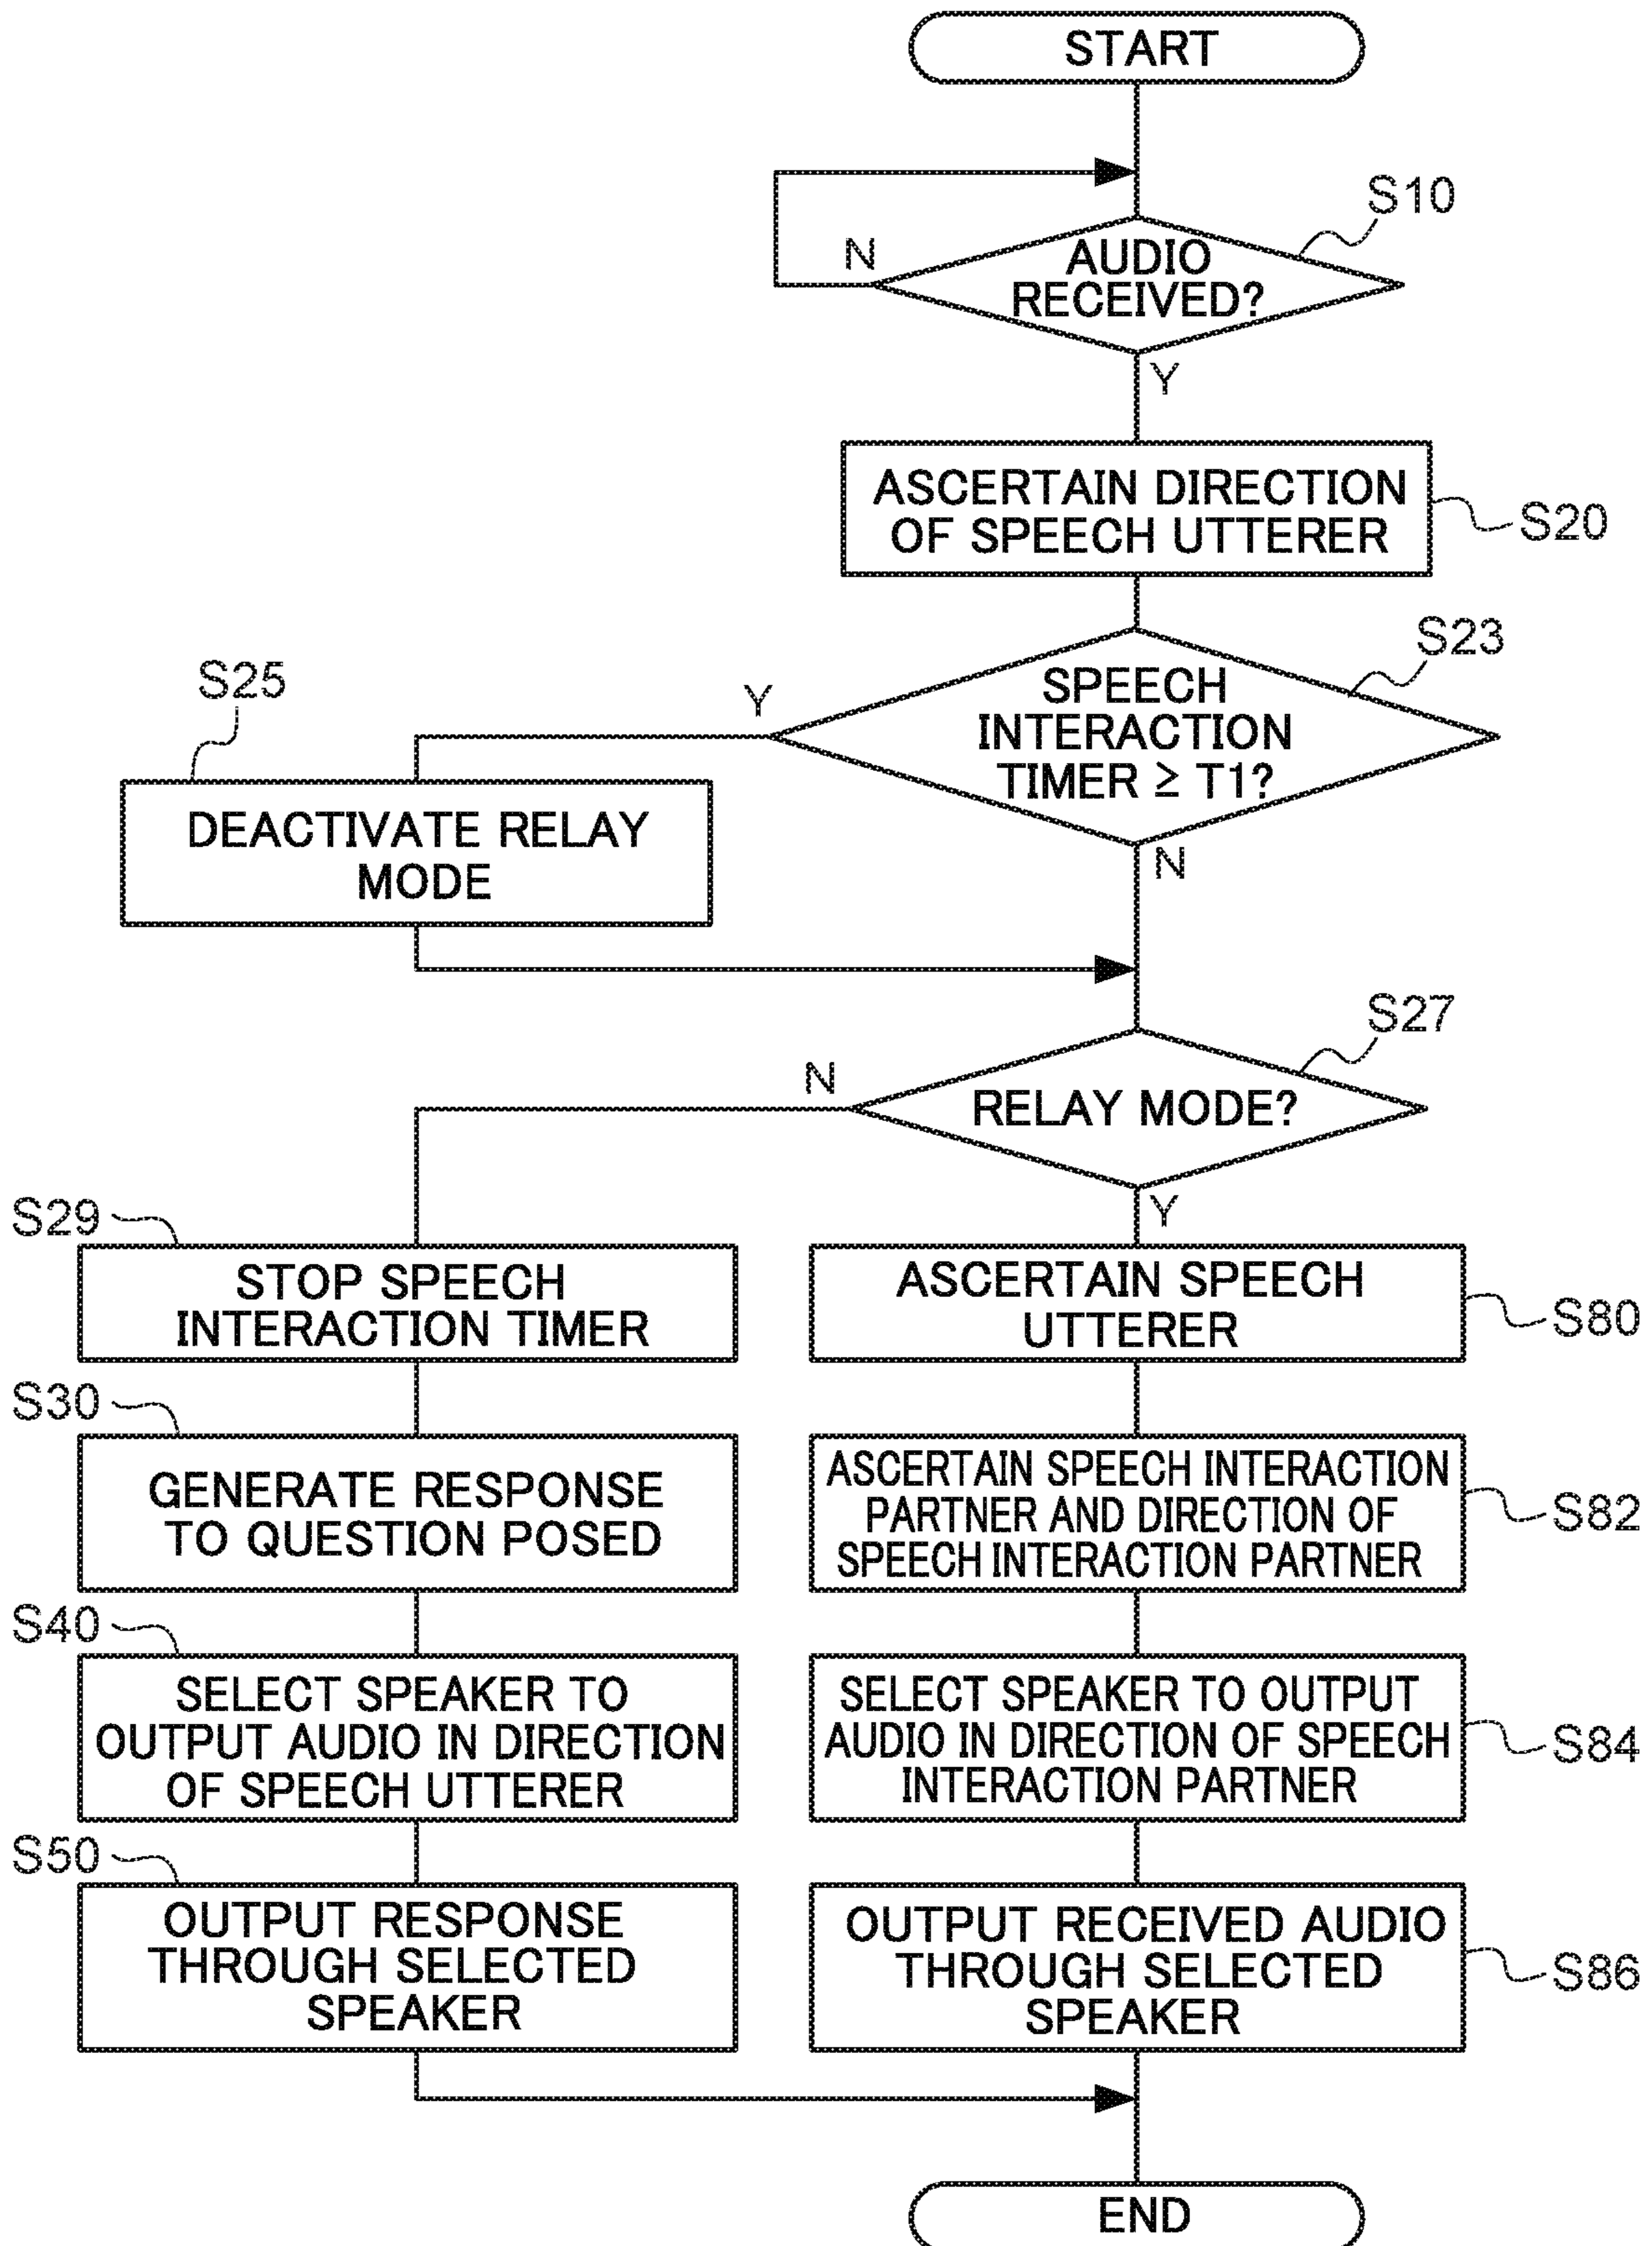 START
S10
N
AUDIO
RECEIVED?
Y
ASCERTAIN DIRECTION
OF SPEECH UTTERER
S20
S23
S25
Y
SPEECH
INTERACTION
TIMER ≥ T1?
DEACTIVATE RELAY
MODE
N
S27
N
RELAY MODE?
Y
S29
STOP SPEECH
INTERACTION TIMER
ASCERTAIN SPEECH
UTTERER
S80
S30
GENERATE RESPONSE
TO QUESTION POSED
ASCERTAIN SPEECH INTERACTION
PARTNER AND DIRECTION OF
SPEECH INTERACTION PARTNER
S82
S40
SELECT SPEAKER TO
OUTPUT AUDIO IN DIRECTION
OF SPEECH UTTERER
SELECT SPEAKER TO OUTPUT
AUDIO IN DIRECTION OF SPEECH
INTERACTION PARTNER
S84
S50
OUTPUT RESPONSE
THROUGH SELECTED
SPEAKER
OUTPUT RECEIVED AUDIO
THROUGH SELECTED
SPEAKER
S86
END